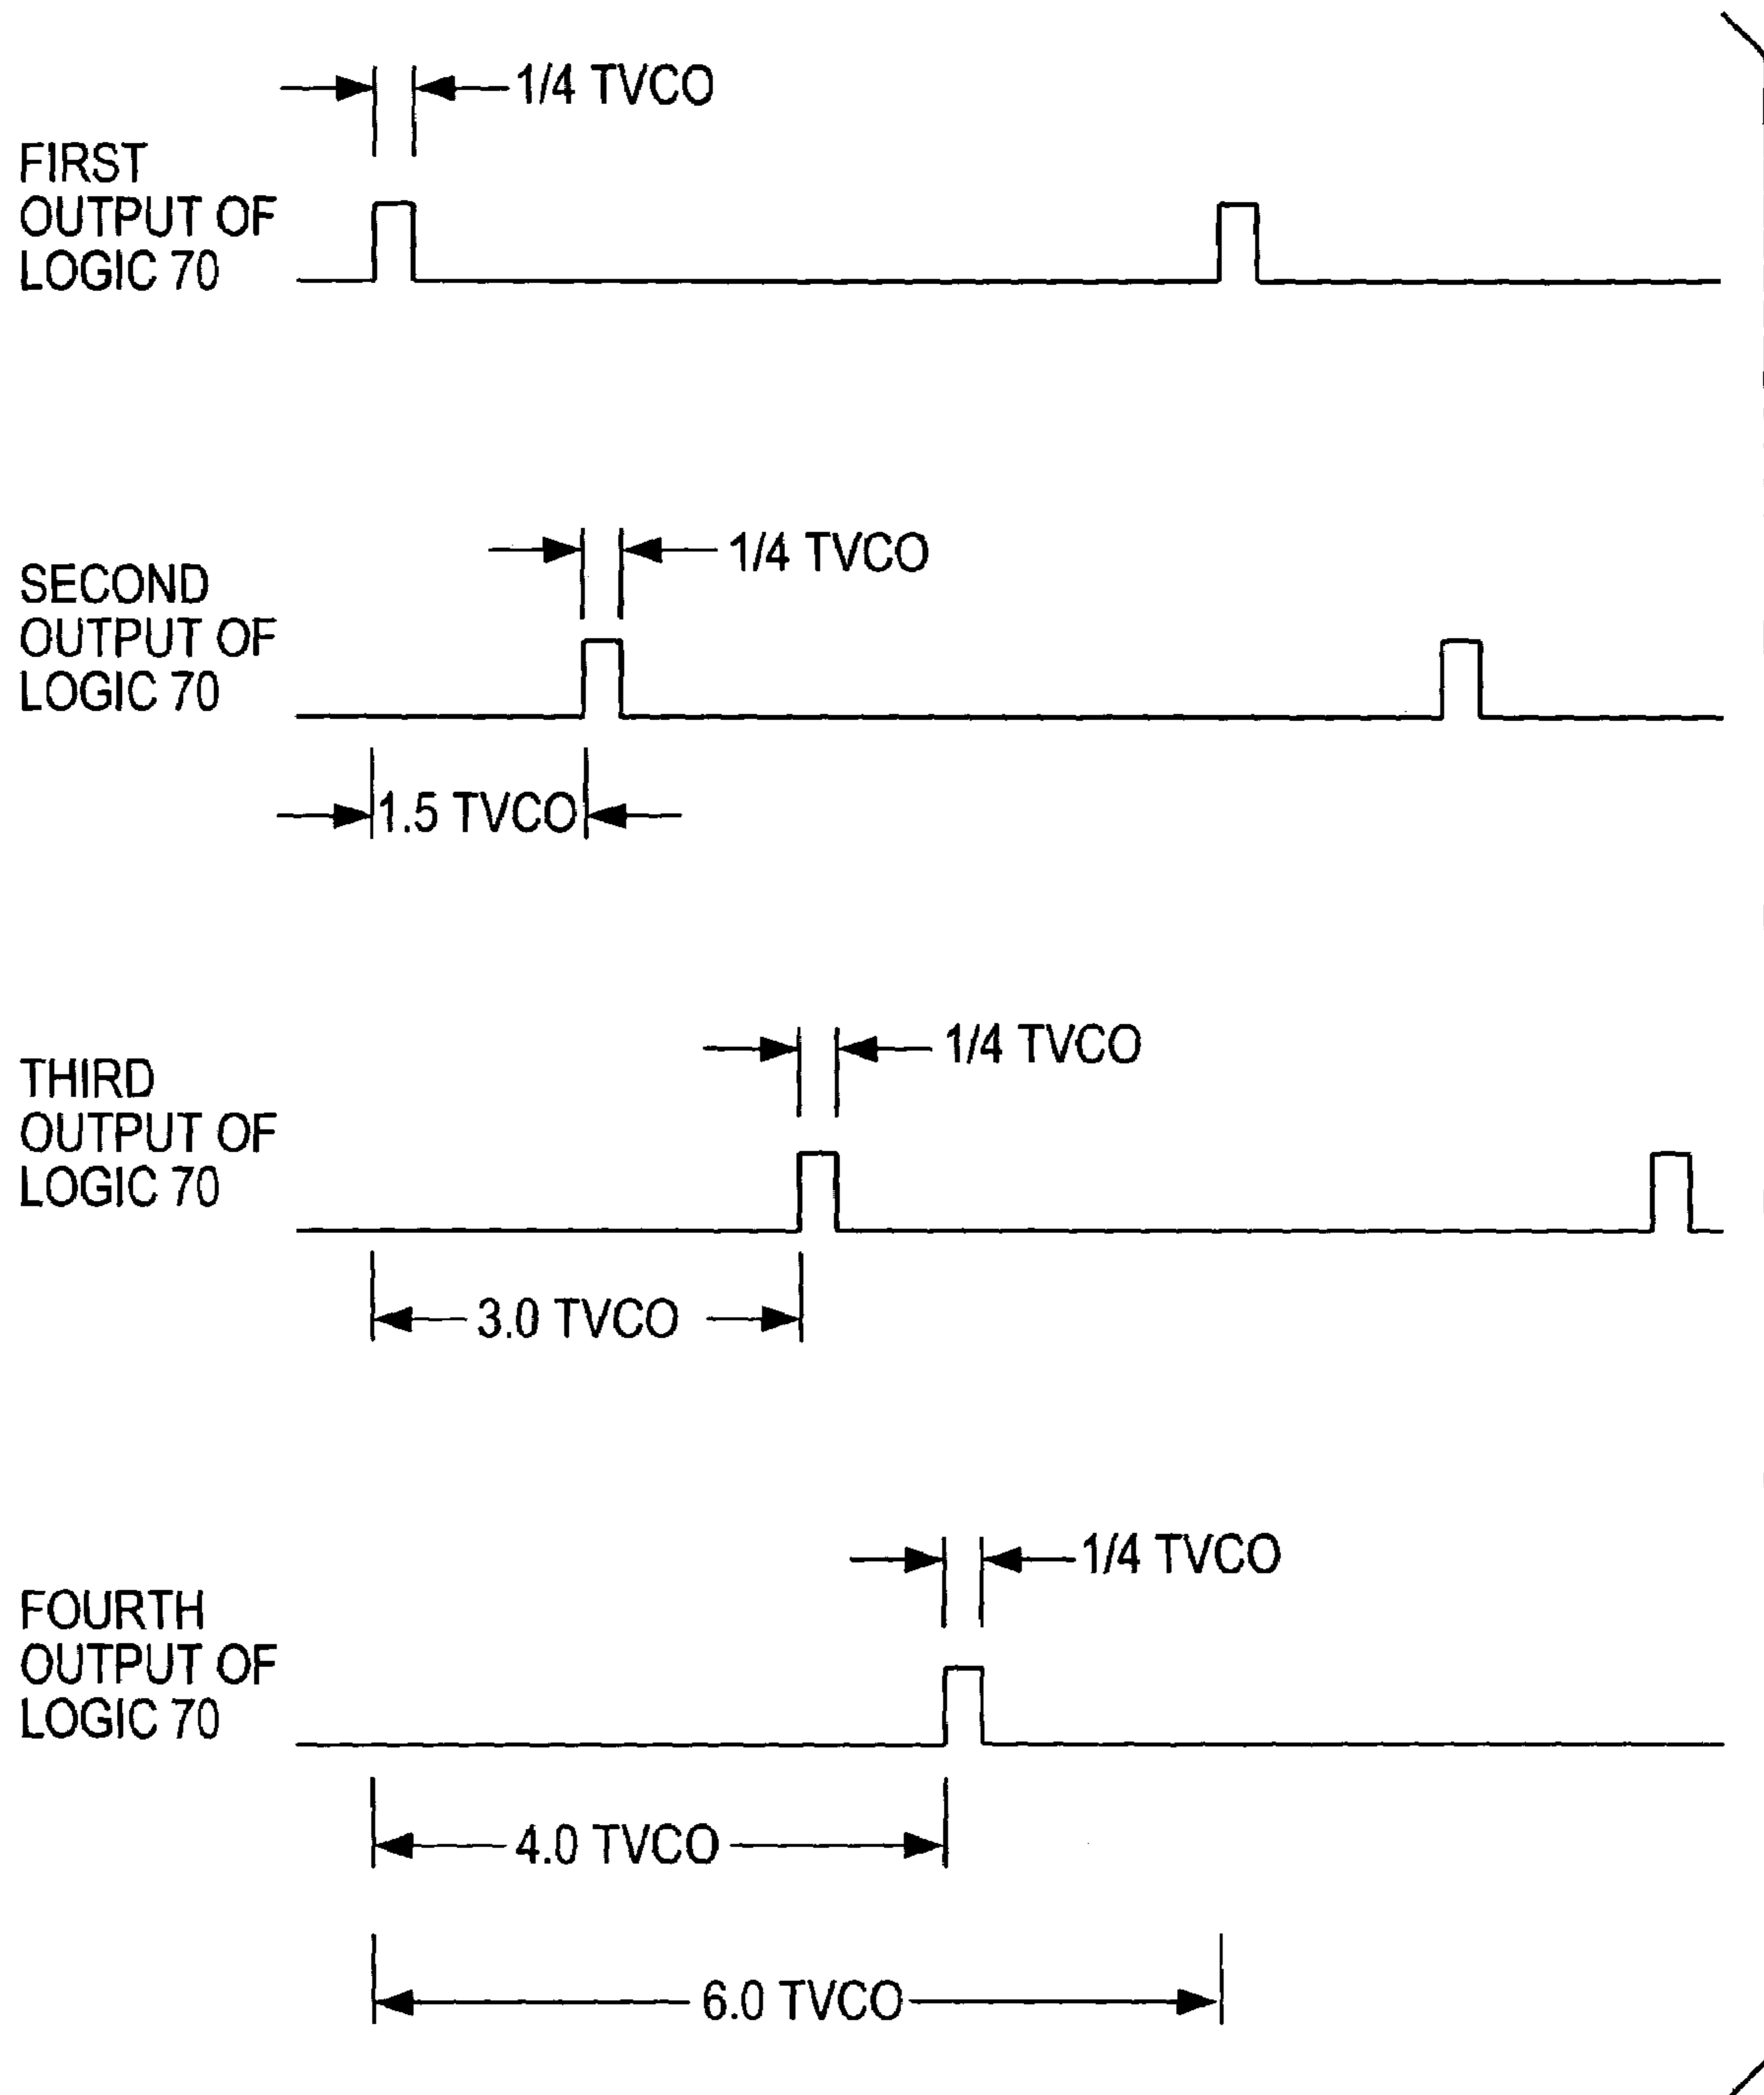 1/4 TVCO
FIRST
OUTPUT OF
LOGIC 70
1/4 TVCO
SECOND
OUTPUT OF
LOGIC 70
1.5 TVCO
1/4 TVCO
THIRD
OUTPUT OF
LOGIC 70
3.0 TVCO
1/4 TVCO
FOURTH
OUTPUT OF
LOGIC 70
4.0 TVCO
6.0 TVCO